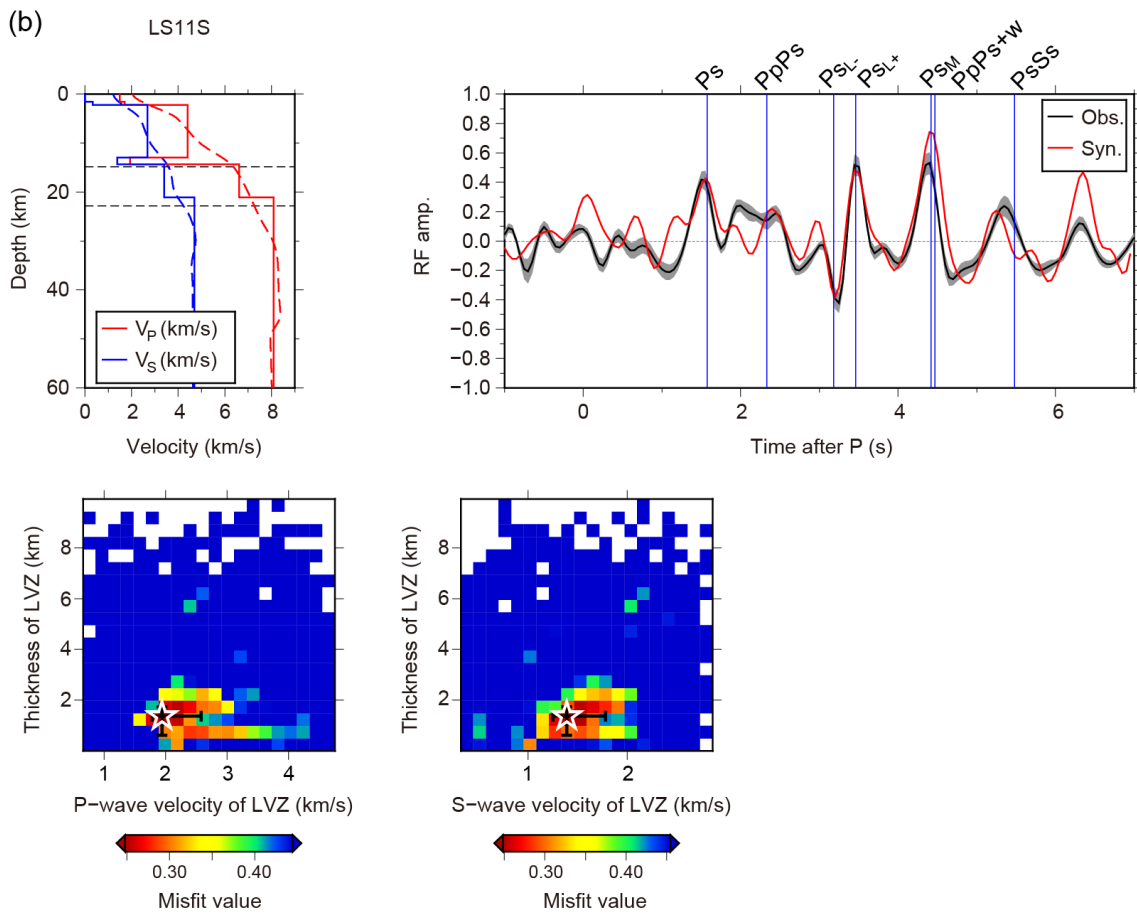 (b)
LS11S
0
20
40
60
Depth (km)
V_P (km/s)
V_S (km/s)
0 2 4 6 8
Velocity (km/s)
Ps PpPs Ps_L- Ps_L+ Ps_M PpPs+w PsSs
1.0
0.8
0.6
0.4
0.2
0.0
−0.2
−0.4
−0.6
−0.8
−1.0
RF amp.
Obs.
Syn.
0 2 4 6
Time after P (s)
Thickness of LVZ (km)
8
6
4
2
1 2 3 4
P−wave velocity of LVZ (km/s)
0.30 0.40
Misfit value
Thickness of LVZ (km)
8
6
4
2
1 2
S−wave velocity of LVZ (km/s)
0.30 0.40
Misfit value